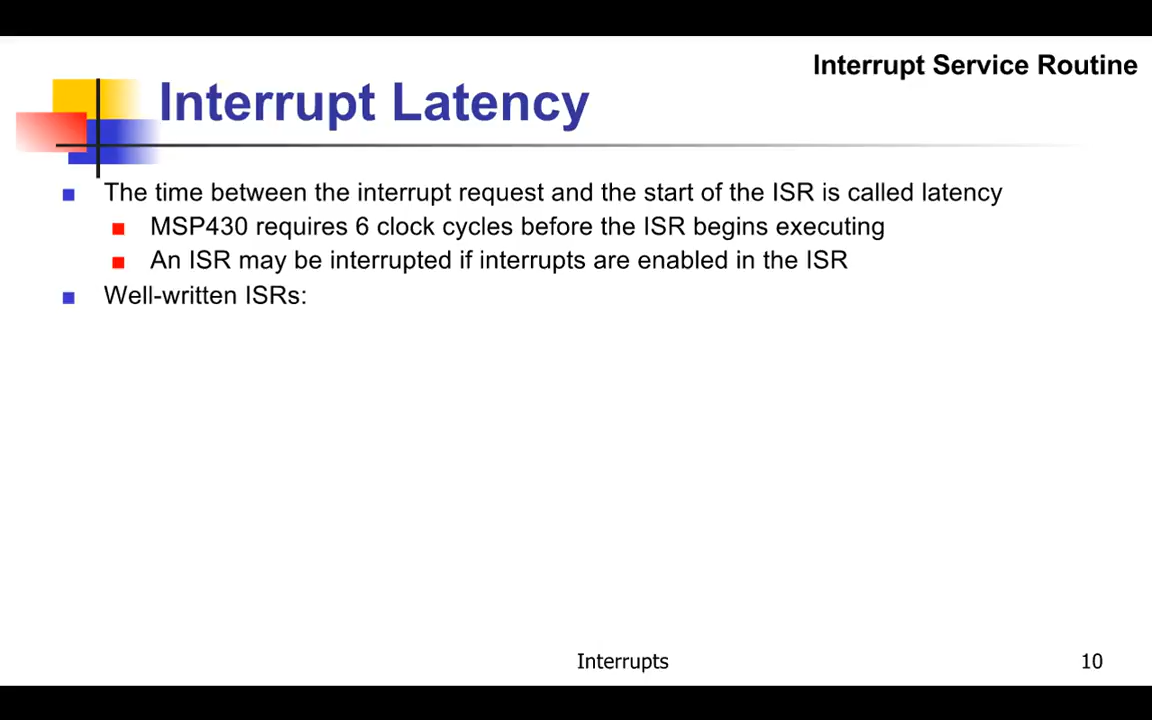 Interrupt Service Routine
Interrupt Latency
The time between the interrupt request and the start of the ISR is called latency
MSP430 requires 6 clock cycles before the ISR begins executing
An ISR may be interrupted if interrupts are enabled in the ISR
Well-written ISRs:
Interrupts
10